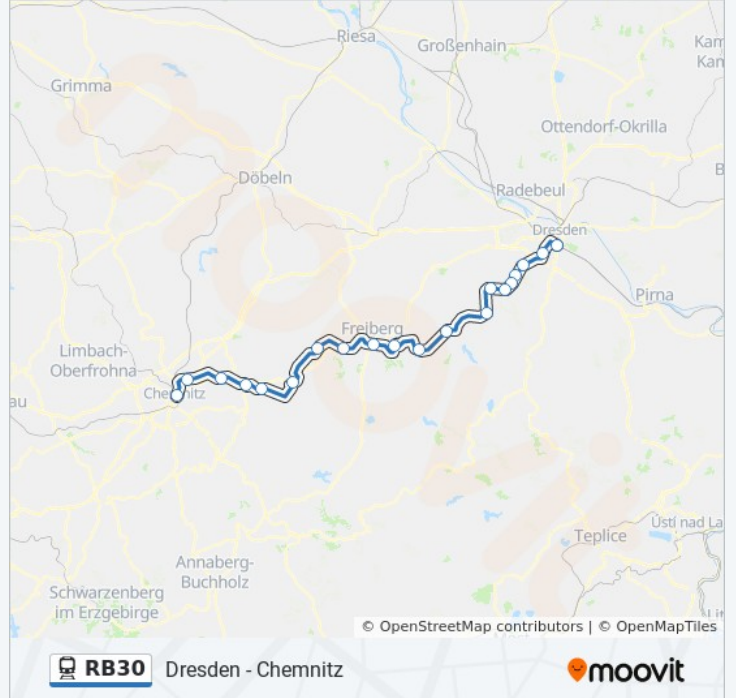 Riesa
Großenhain
Kam
Kam
Grimma
Ottendorf-Okrilla
B
Döbeln
Radebeul
Dresden
Pirna
Freiberg
Limbach-
Oberfrohna
Chemnitz
au
Ústí nad La
Teplice
Annaberg-
Buchholz
Schwarzenberg
im Erzgebirge
Lit
© OpenStreetMap contributors | © OpenMapTiles
RB30 Dresden - Chemnitz
moovit